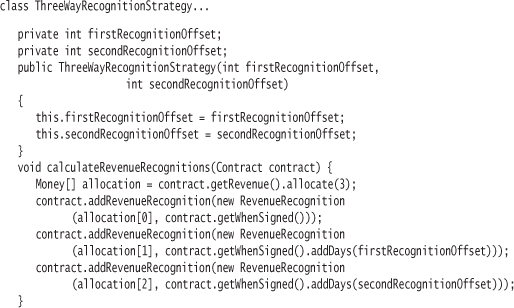 class ThreeWayRecognitionStrategy...
private int firstRecognitionOffset;
private int secondRecognitionOffset;
public ThreeWayRecognitionStrategy(int firstRecognitionOffset,
int secondRecognitionOffset)
{
this.firstRecognitionOffset = firstRecognitionOffset;
this.secondRecognitionOffset = secondRecognitionOffset;
}
void calculateRevenueRecognitions(Contract contract) {
Money[] allocation = contract.getRevenue().allocate(3);
contract.addRevenueRecognition(new RevenueRecognition
(allocation[0], contract.getWhenSigned()));
contract.addRevenueRecognition(new RevenueRecognition
(allocation[1], contract.getWhenSigned().addDays(firstRecognitionOffset)));
contract.addRevenueRecognition(new RevenueRecognition
(allocation[2], contract.getWhenSigned().addDays(secondRecognitionOffset)));
}